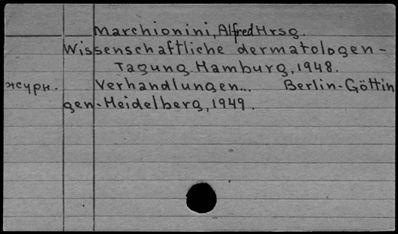 Marchionini, Alfred Hrsg.
Wissenschaftliche dermatologen-
Tagung Hamburg, 1948.
журн. Verhandlungen... Berlin-Göttin
gen-Heidelberg, 1949.